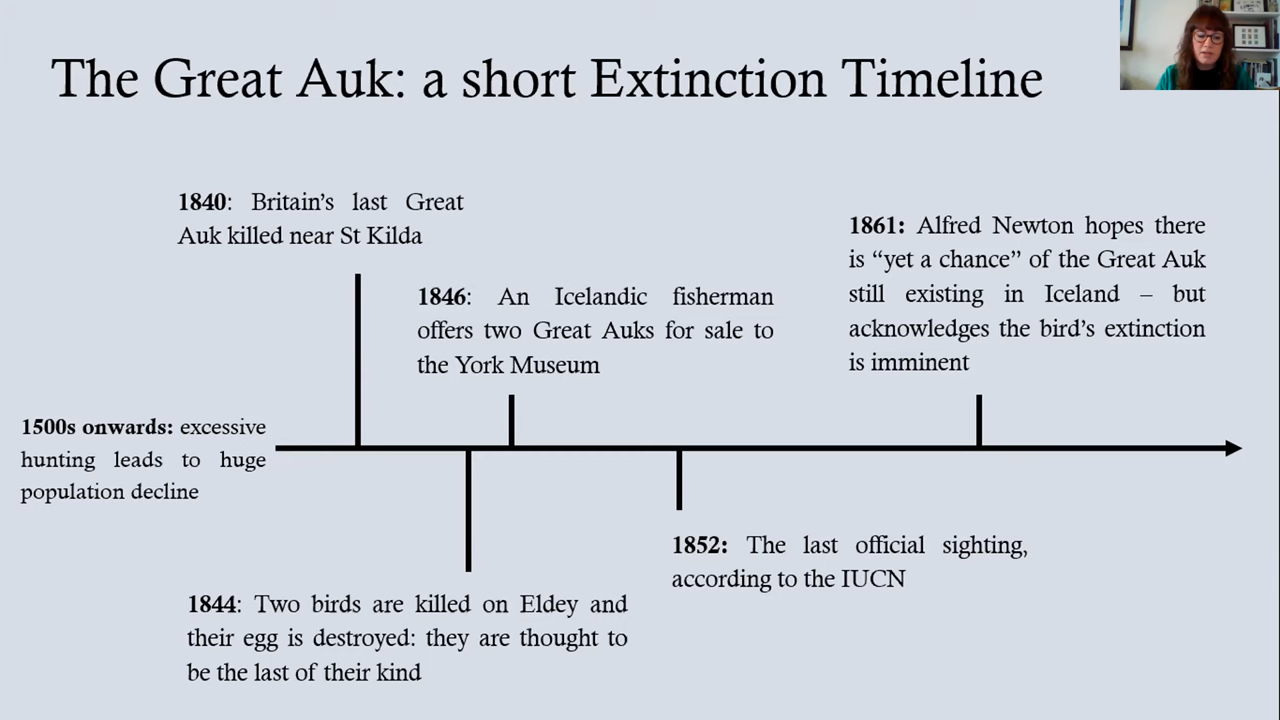 The Great Auk: a short Extinction Timeline
1840: Britain’s last Great
Auk killed near St Kilda
1846: An Icelandic fisherman
offers two Great Auks for sale to
the York Museum
1861: Alfred Newton hopes there
is “yet a chance” of the Great Auk
still existing in Iceland – but
acknowledges the bird’s extinction
is imminent
1500s onwards: excessive
hunting leads to huge
population decline
1844: Two birds are killed on Eldey and
their egg is destroyed: they are thought to
be the last of their kind
1852: The last official sighting,
according to the IUCN